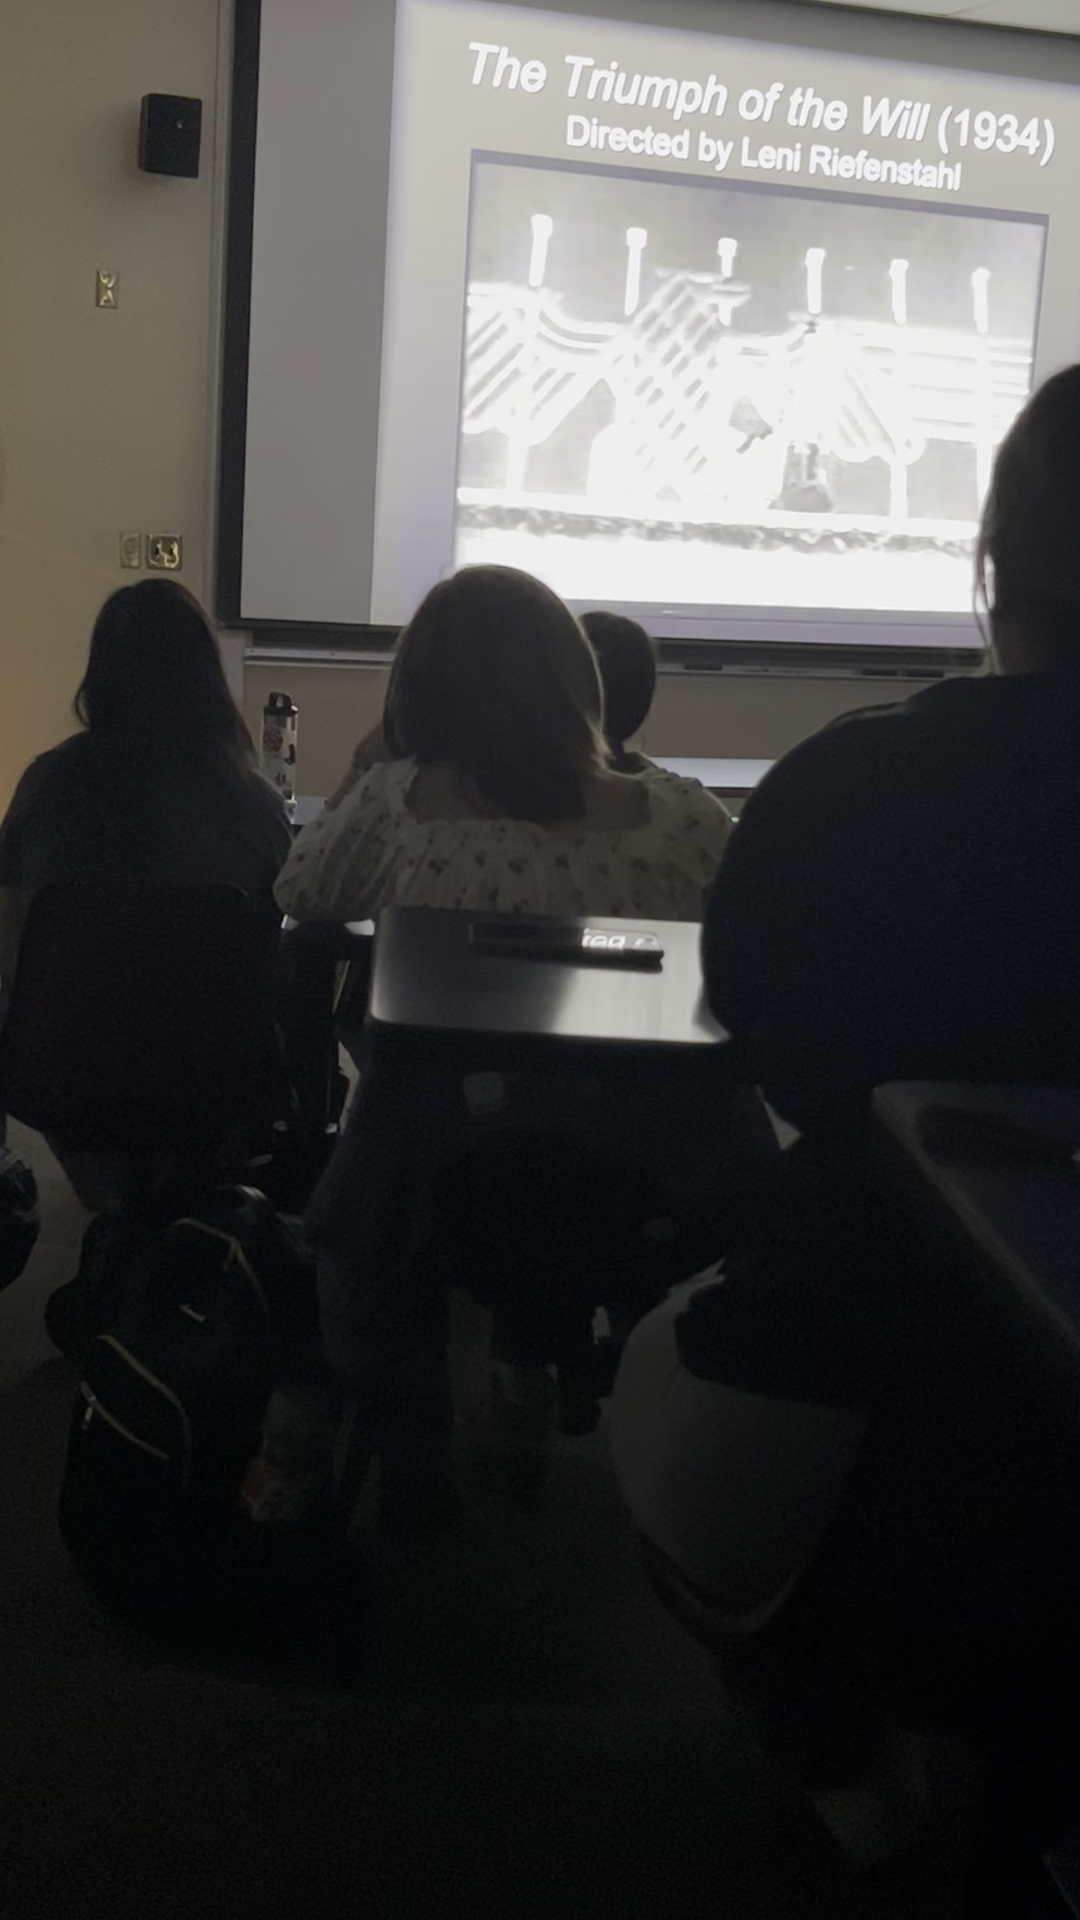 The Triumph of the Will (1934)
Directed by Leni Riefenstahl